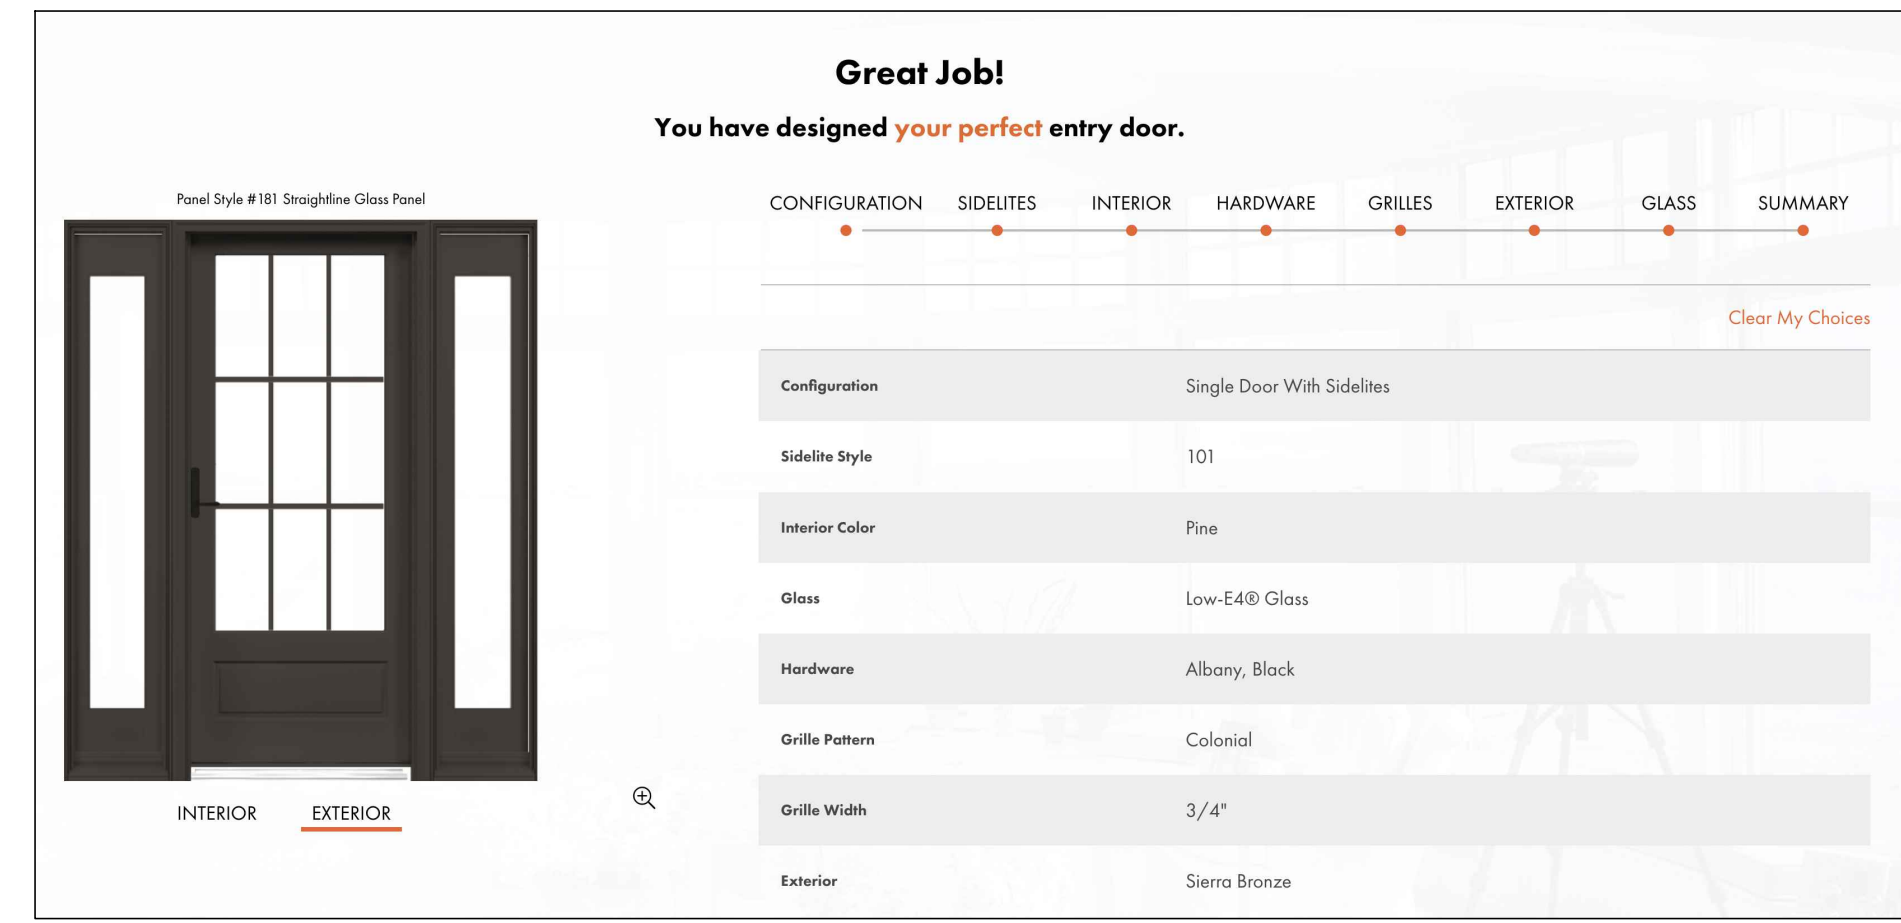 Great Job!
You have designed your perfect entry door.
Panel Style #181 Straightline Glass Panel
INTERIOR EXTERIOR
CONFIGURATION SIDELITES INTERIOR HARDWARE GRILLES EXTERIOR GLASS SUMMARY
Clear My Choices
Configuration Single Door With Sidelites
Sidelite Style 101
Interior Color Pine
Glass Low-E4® Glass
Hardware Albany, Black
Grille Pattern Colonial
Grille Width 3/4"
Exterior Sierra Bronze